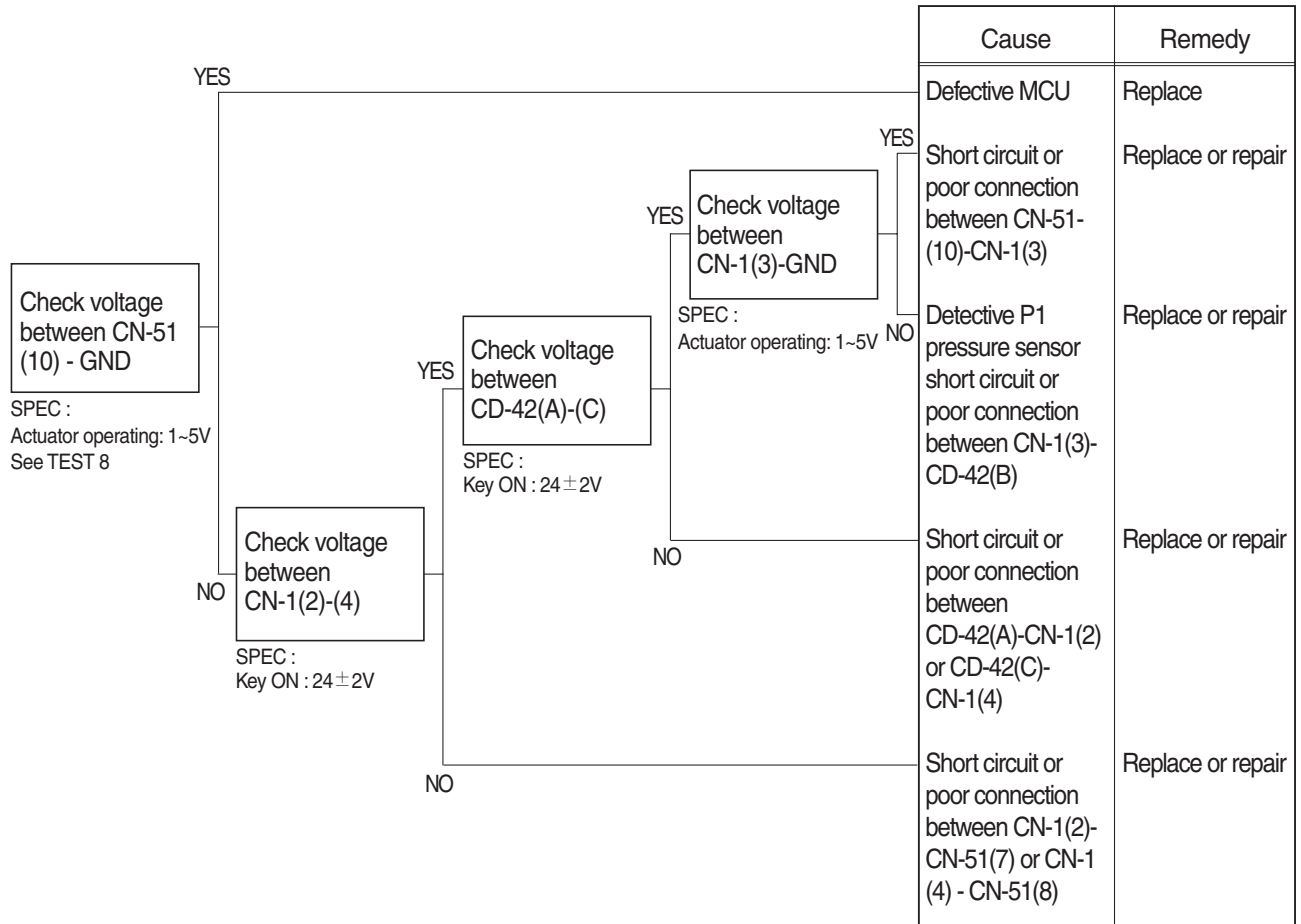 Cause
Remedy
YES
Defective MCU
Replace
YES
Short circuit or
poor connection
between CN-51-
(10)-CN-1(3)
Replace or repair
YES
Check voltage
between
CN-1(3)-GND
SPEC :
Actuator operating: 1~5V
NO
Detective P1
pressure sensor
short circuit or
poor connection
between CN-1(3)-
CD-42(B)
Replace or repair
Check voltage
between CN-51
(10) - GND
SPEC :
Actuator operating: 1~5V
See TEST 8
YES
Check voltage
between
CD-42(A)-(C)
SPEC :
Key ON : 24±2V
NO
Short circuit or
poor connection
between
CD-42(A)-CN-1(2)
or CD-42(C)-
CN-1(4)
Replace or repair
NO
Check voltage
between
CN-1(2)-(4)
SPEC :
Key ON : 24±2V
NO
Short circuit or
poor connection
between CN-1(2)-
CN-51(7) or CN-1
(4) - CN-51(8)
Replace or repair